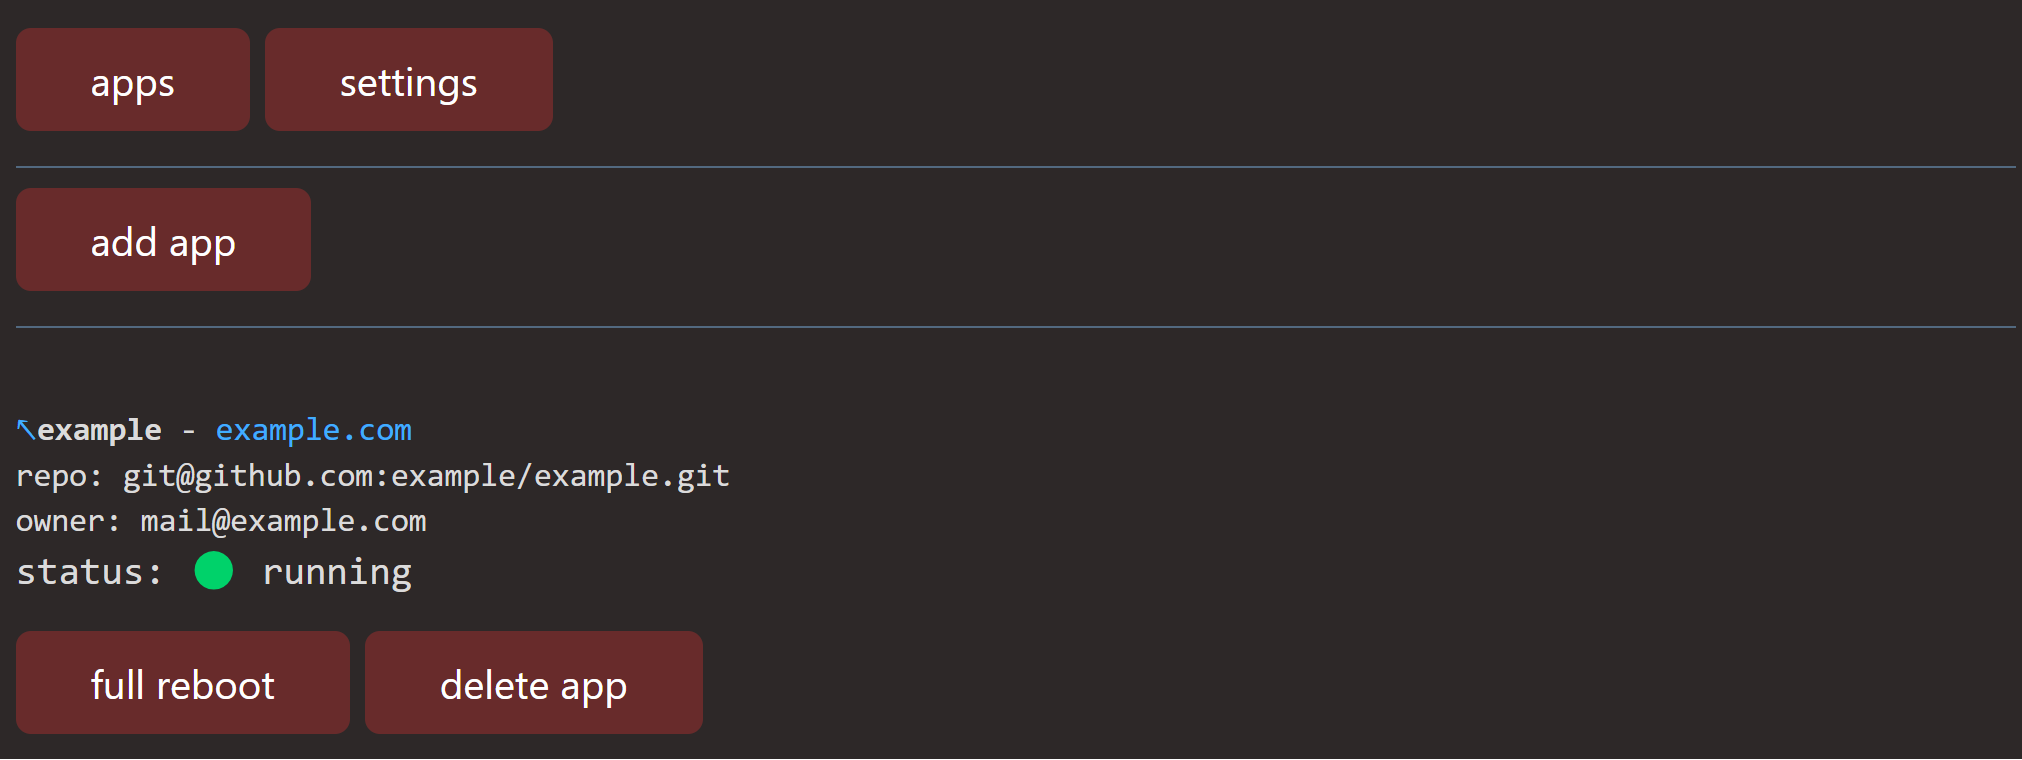 apps settings
add app
↖example - example.com
repo: git@github.com:example/example.git
owner: mail@example.com
status: 🟢 running
full reboot delete app